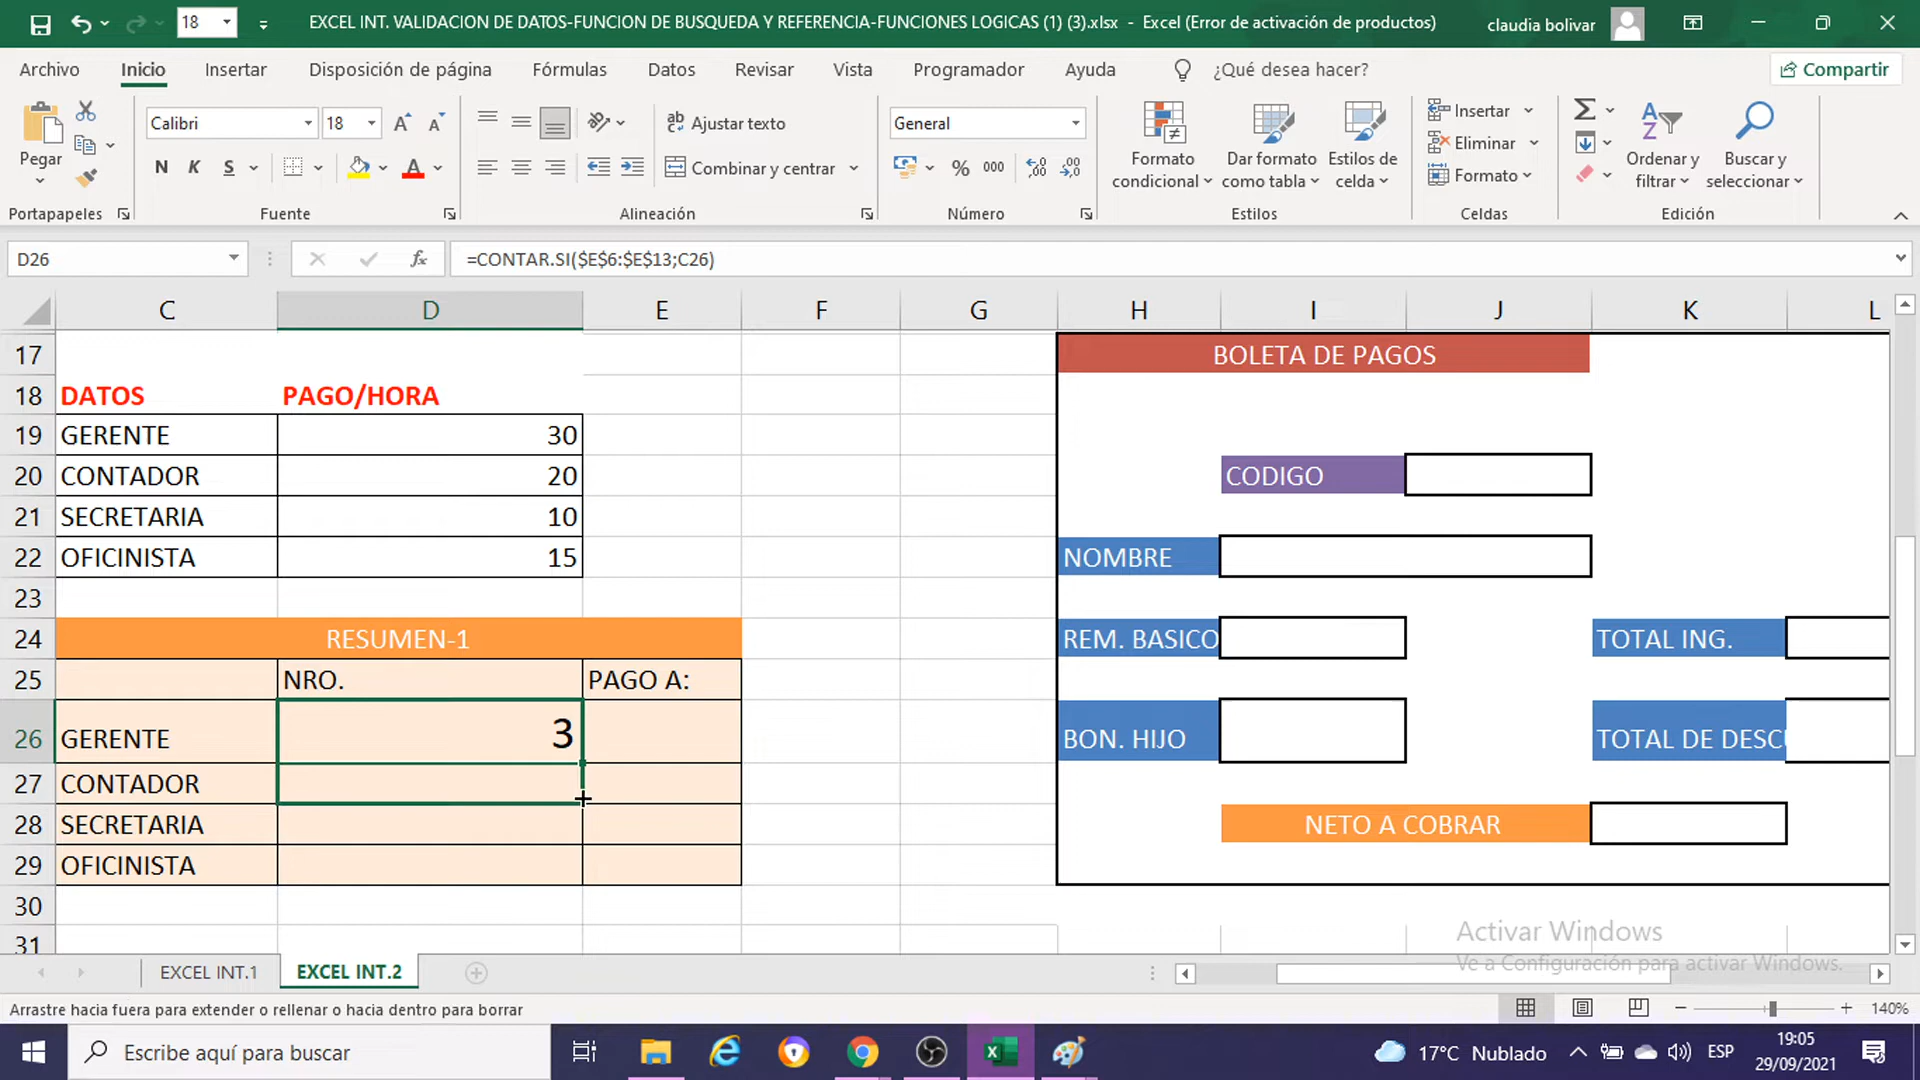 18
EXCEL INT. VALIDACION DE DATOS-FUNCION DE BUSQUEDA Y REFERENCIA-FUNCIONES LOGICAS (1) (3).xlsx - Excel (Error de activación de productos)
claudia bolivar
Archivo Inicio Insertar Disposición de página Fórmulas Datos Revisar Vista Programador Ayuda ¿Qué desea hacer? Compartir
Pegar
Calibri 18
N K S
Ajustar texto
Combinar y centrar
General
% 000
Formato condicional
Dar formato como tabla
Estilos de celda
Insertar
Eliminar
Formato
Ordenar y filtrar
Buscar y seleccionar
Portapapeles Fuente Alineación Número Estilos Celdas Edición
D26 fx =CONTAR.SI($E$6:$E$13;C26)
C D E F G H I J K L
17 BOLETA DE PAGOS
18 DATOS PAGO/HORA
19 GERENTE 30
20 CONTADOR 20 CODIGO
21 SECRETARIA 10
22 OFICINISTA 15 NOMBRE
23
24 RESUMEN-1 REM. BASICO TOTAL ING.
25 NRO. PAGO A:
26 GERENTE 3 BON. HIJO TOTAL DE DESCU
27 CONTADOR
28 SECRETARIA NETO A COBRAR
29 OFICINISTA
30
31
Activar Windows
Ve a Configuración para activar Windows.
EXCEL INT.1 EXCEL INT.2
Arrastre hacia fuera para extender o rellenar o hacia dentro para borrar
140%
Escribe aquí para buscar
17°C Nublado
ESP
19:05
29/09/2021